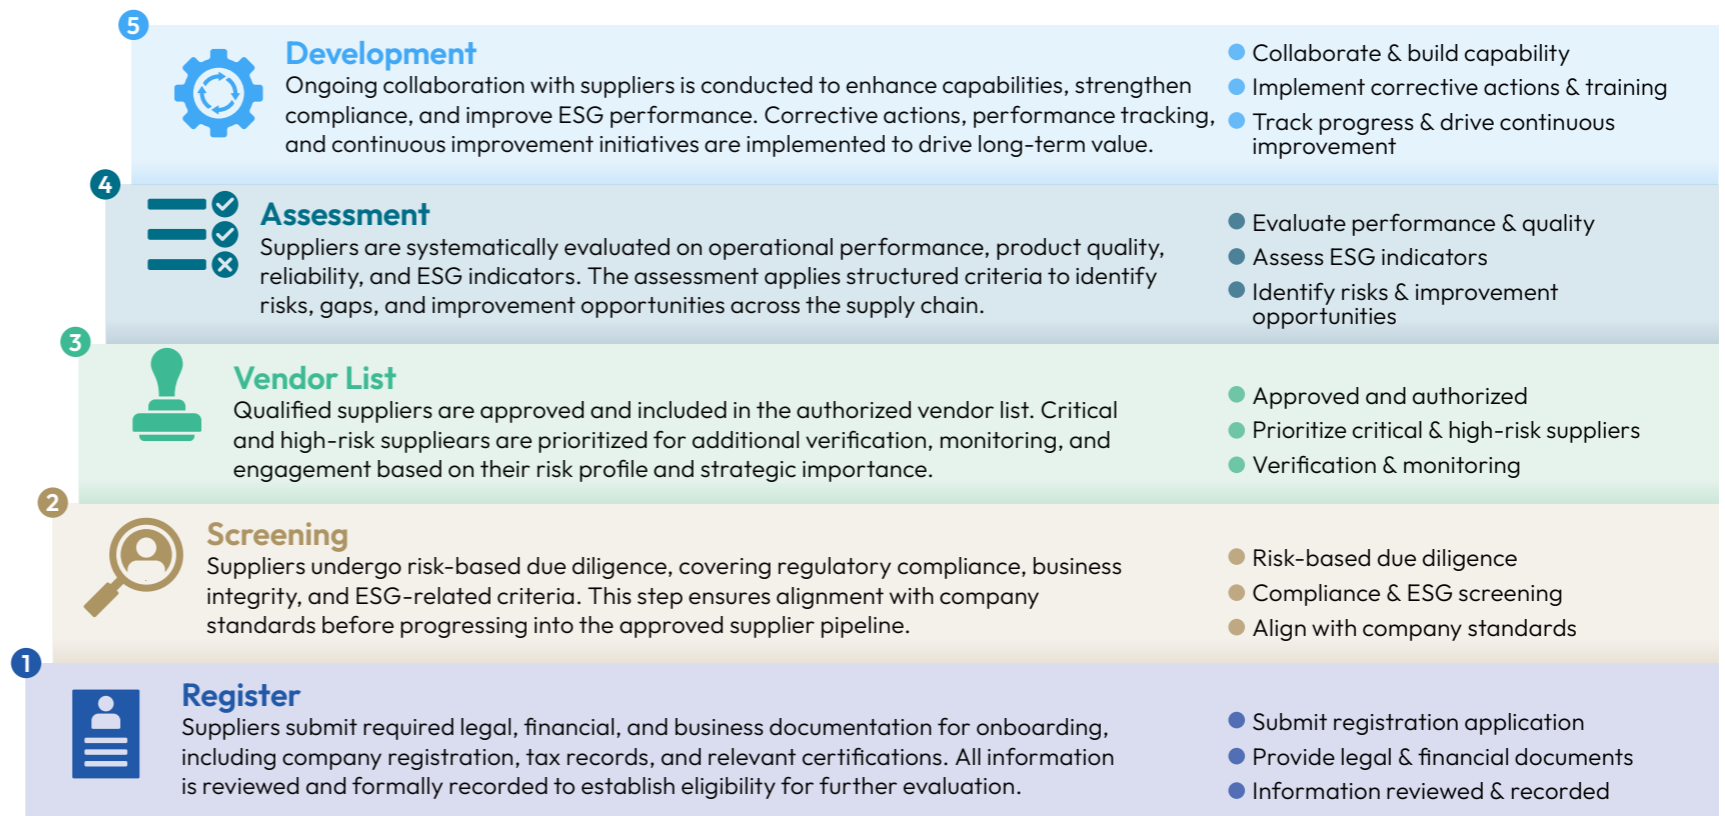 5
Development
Ongoing collaboration with suppliers is conducted to enhance capabilities, strengthen
compliance, and improve ESG performance. Corrective actions, performance tracking,
and continuous improvement initiatives are implemented to drive long-term value.
Collaborate & build capability
Implement corrective actions & training
Track progress & drive continuous
improvement
4
Assessment
Suppliers are systematically evaluated on operational performance, product quality,
reliability, and ESG indicators. The assessment applies structured criteria to identify
risks, gaps, and improvement opportunities across the supply chain.
Evaluate performance & quality
Assess ESG indicators
Identify risks & improvement
opportunities
3
Vendor List
Qualified suppliers are approved and included in the authorized vendor list. Critical
and high-risk suppliears are prioritized for additional verification, monitoring, and
engagement based on their risk profile and strategic importance.
Approved and authorized
Prioritize critical & high-risk suppliers
Verification & monitoring
2
Screening
Suppliers undergo risk-based due diligence, covering regulatory compliance, business
integrity, and ESG-related criteria. This step ensures alignment with company
standards before progressing into the approved supplier pipeline.
Risk-based due diligence
Compliance & ESG screening
Align with company standards
1
Register
Suppliers submit required legal, financial, and business documentation for onboarding,
including company registration, tax records, and relevant certifications. All information
is reviewed and formally recorded to establish eligibility for further evaluation.
Submit registration application
Provide legal & financial documents
Information reviewed & recorded